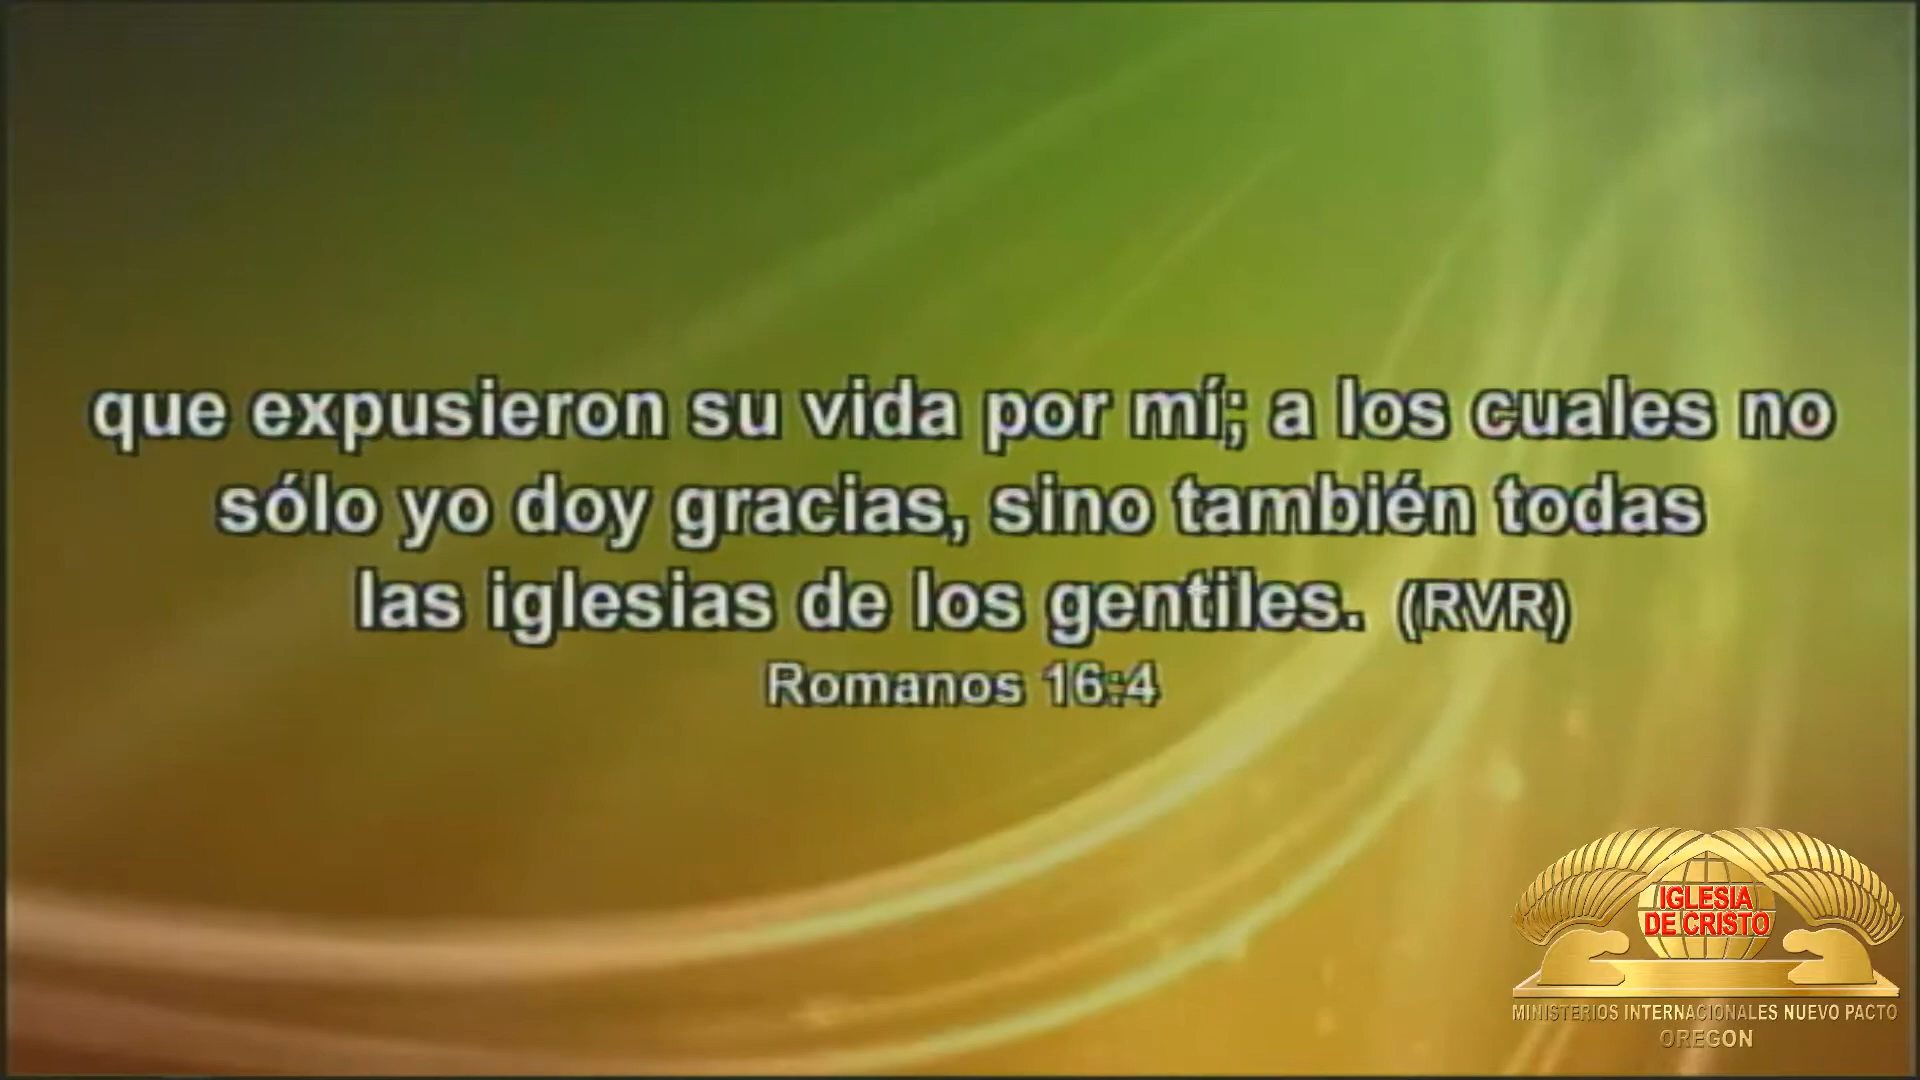 que expusieron su vida por mí; a los cuales no
sólo yo doy gracias, sino también todas
las iglesias de los gentiles. (RVR)
Romanos 16:4
IGLESIA
DE CRISTO
MINISTERIOS INTERNACIONALES NUEVO PACTO
OREGON